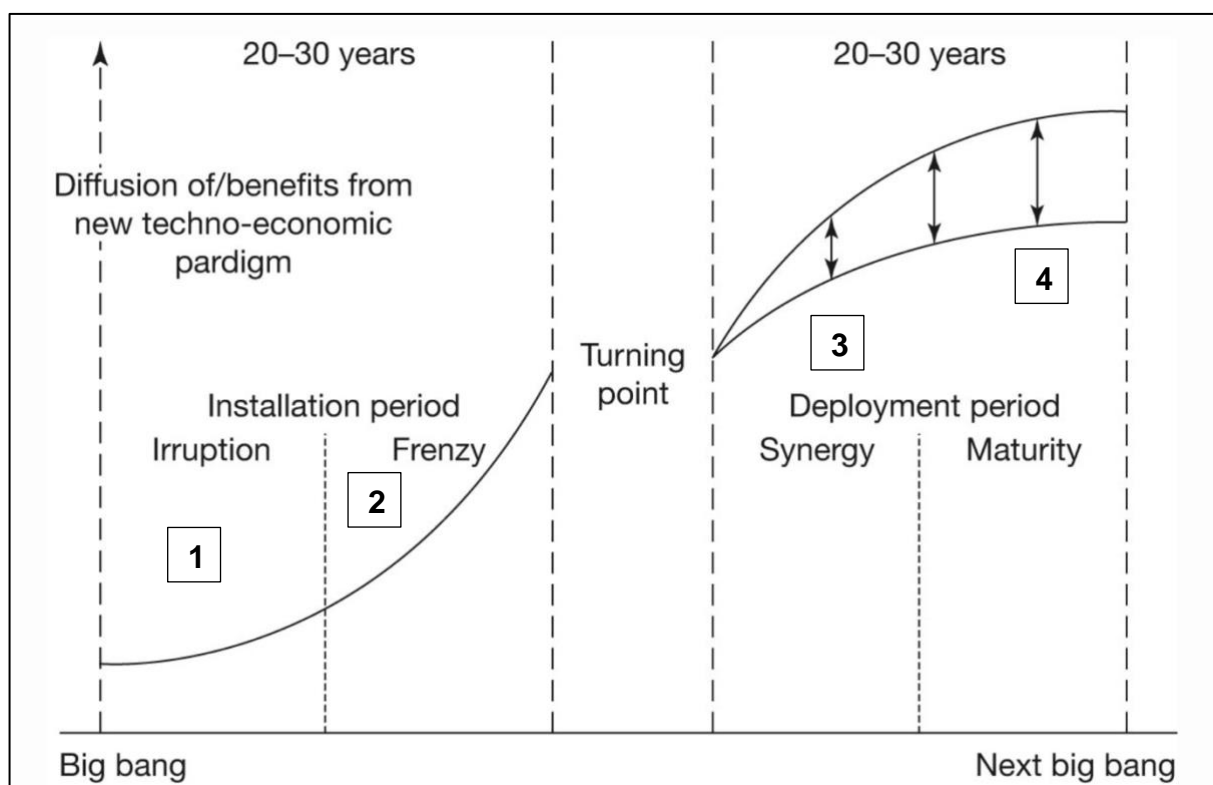 20–30 years
20–30 years
Diffusion of/benefits from
new techno-economic
pardigm
4
3
Turning
point
Installation period
Deployment period
Irruption
Frenzy
Synergy
Maturity
2
1
Big bang
Next big bang